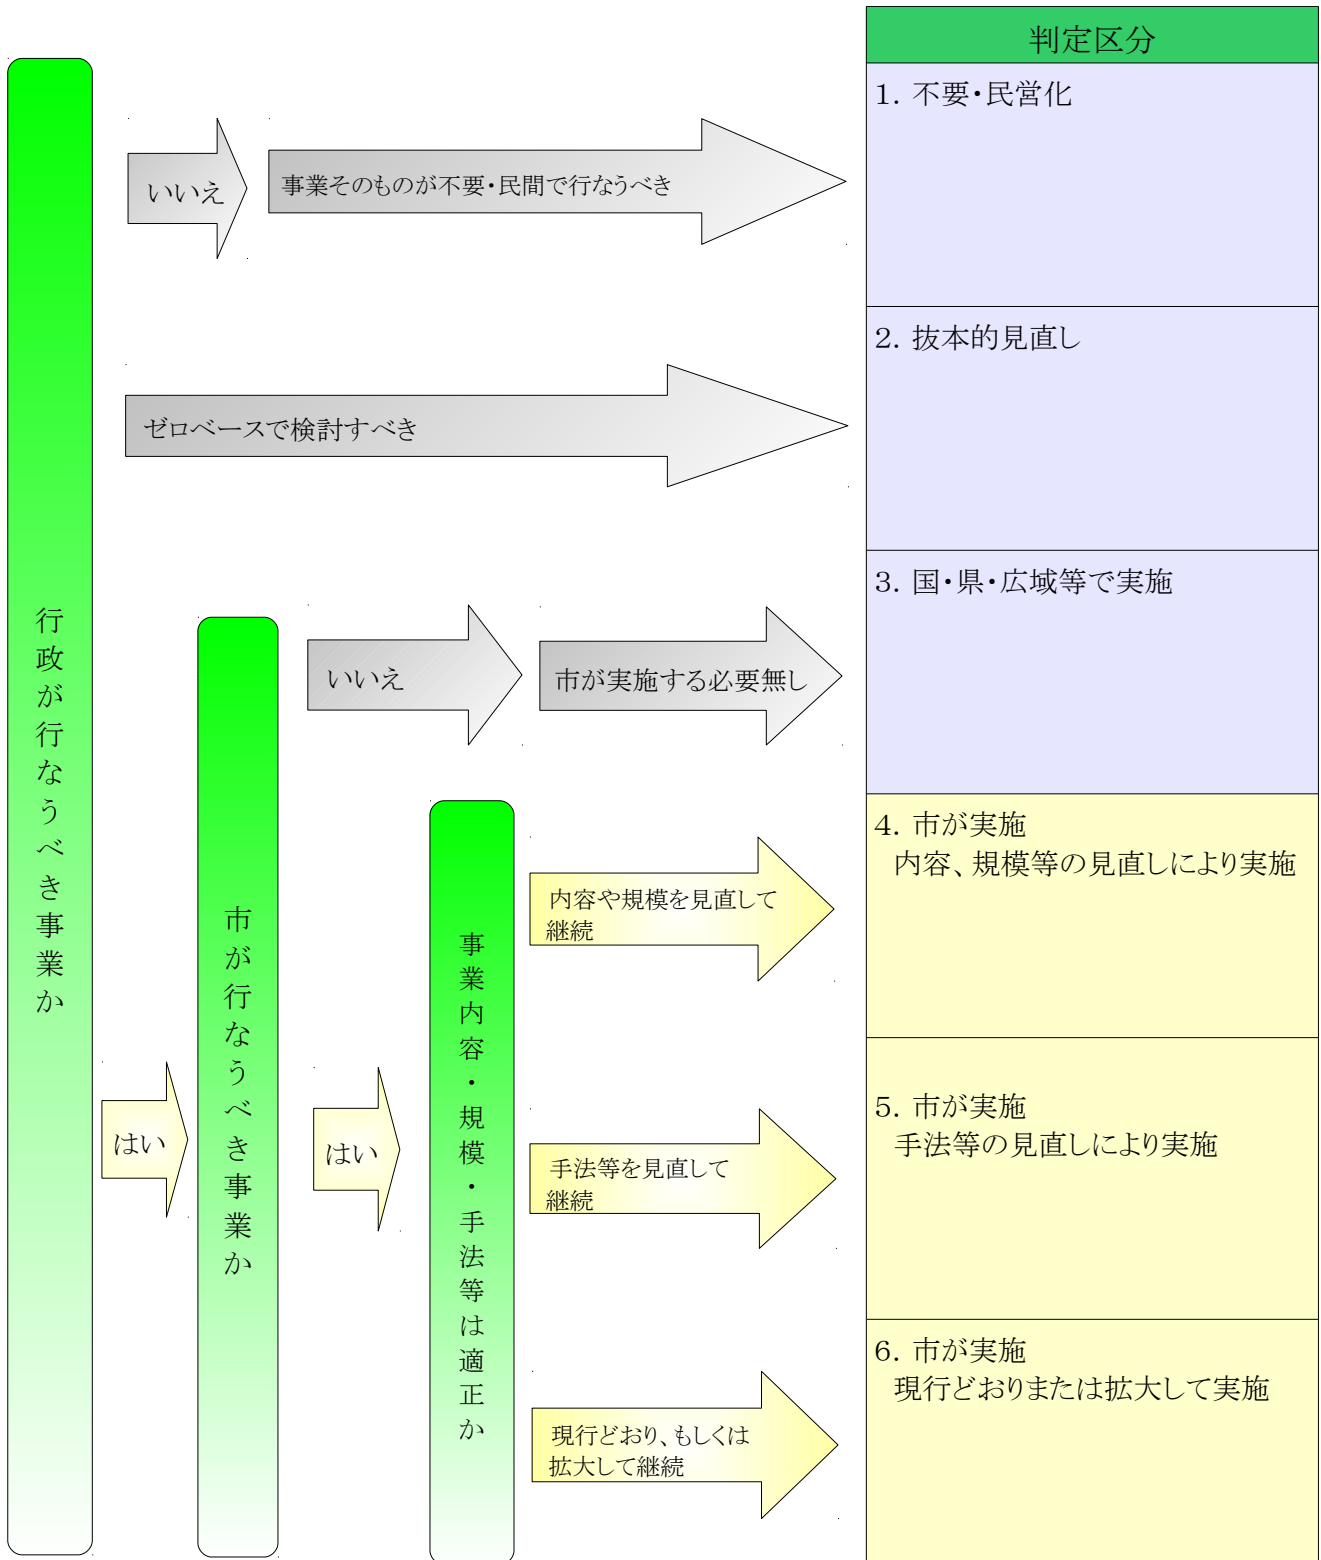 判定区分
1. 不要・民営化
いいえ
事業そのものが不要・民間で行なうべき
2. 抜本的見直し
ゼロベースで検討すべき
行政が行なうべき事業か
3. 国・県・広域等で実施
いいえ
市が実施する必要無し
市が行なうべき事業か
はい
はい
事業内容・規模・手法等は適正か
4. 市が実施
内容、規模等の見直しにより実施
内容や規模を見直して
継続
5. 市が実施
手法等の見直しにより実施
手法等を見直して
継続
6. 市が実施
現行どおりまたは拡大して実施
現行どおり、もしくは
拡大して継続